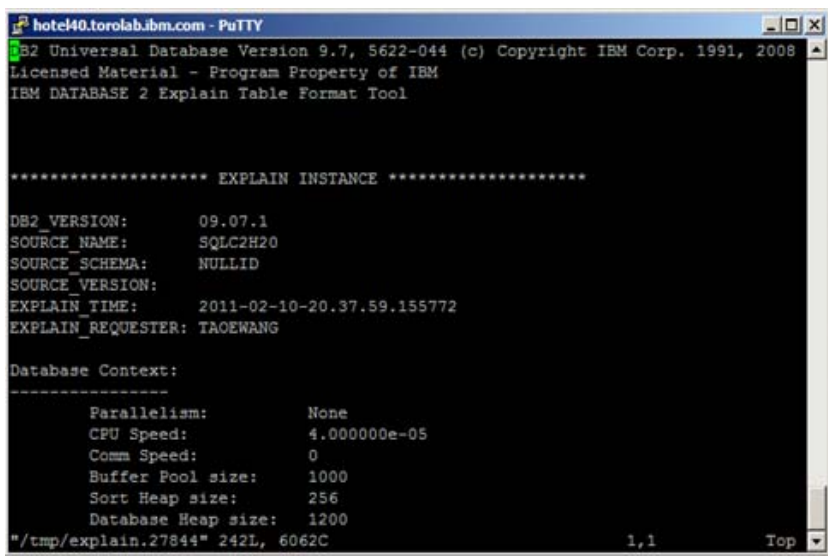 hotel40.torolab.ibm.com - PuTTY
DB2 Universal Database Version 9.7, 5622-044 (c) Copyright IBM Corp. 1991, 2008
Licensed Material - Program Property of IBM
IBM DATABASE 2 Explain Table Format Tool
******************** EXPLAIN INSTANCE ********************
DB2_VERSION: 09.07.1
SOURCE_NAME: SQLC2H20
SOURCE_SCHEMA: NULLID
SOURCE_VERSION:
EXPLAIN_TIME: 2011-02-10-20.37.59.155772
EXPLAIN_REQUESTER: TAOEWANG
Database Context:
----------------
Parallelism: None
CPU Speed: 4.000000e-05
Comm Speed: 0
Buffer Pool size: 1000
Sort Heap size: 256
Database Heap size: 1200
"/tmp/explain.27844" 242L, 6062C 1,1 Top